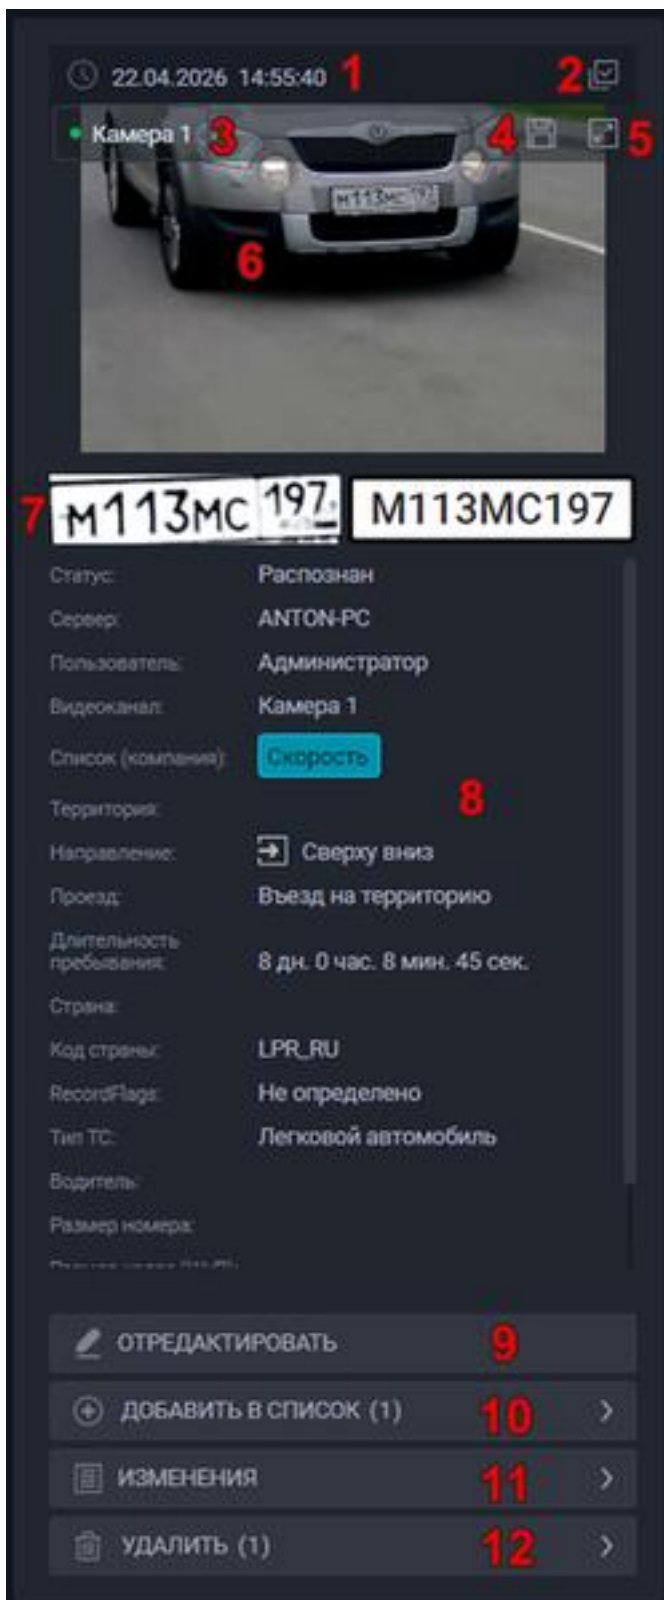 22.04.2026 14:55:40 1 2
Камера 1 3 4 5
М113МС 197
6
7 М113МС 197 М113МС197
Статус: Распознан
Сервер: ANTON-PC
Пользователь: Администратор
Видеоканал: Камера 1
Список (компания): Скорость
8
Территория:
Направление: Сверху вниз
Проезд: Въезд на территорию
Длительность
пребывания: 8 дн. 0 час. 8 мин. 45 сек.
Страна:
Код страны: LPR_RU
RecordFlags: Не определено
Тип ТС: Легковой автомобиль
Водитель:
Размер номера:
ОТРЕДАКТИРОВАТЬ 9
ДОБАВИТЬ В СПИСОК (1) 10
ИЗМЕНЕНИЯ 11
УДАЛИТЬ (1) 12